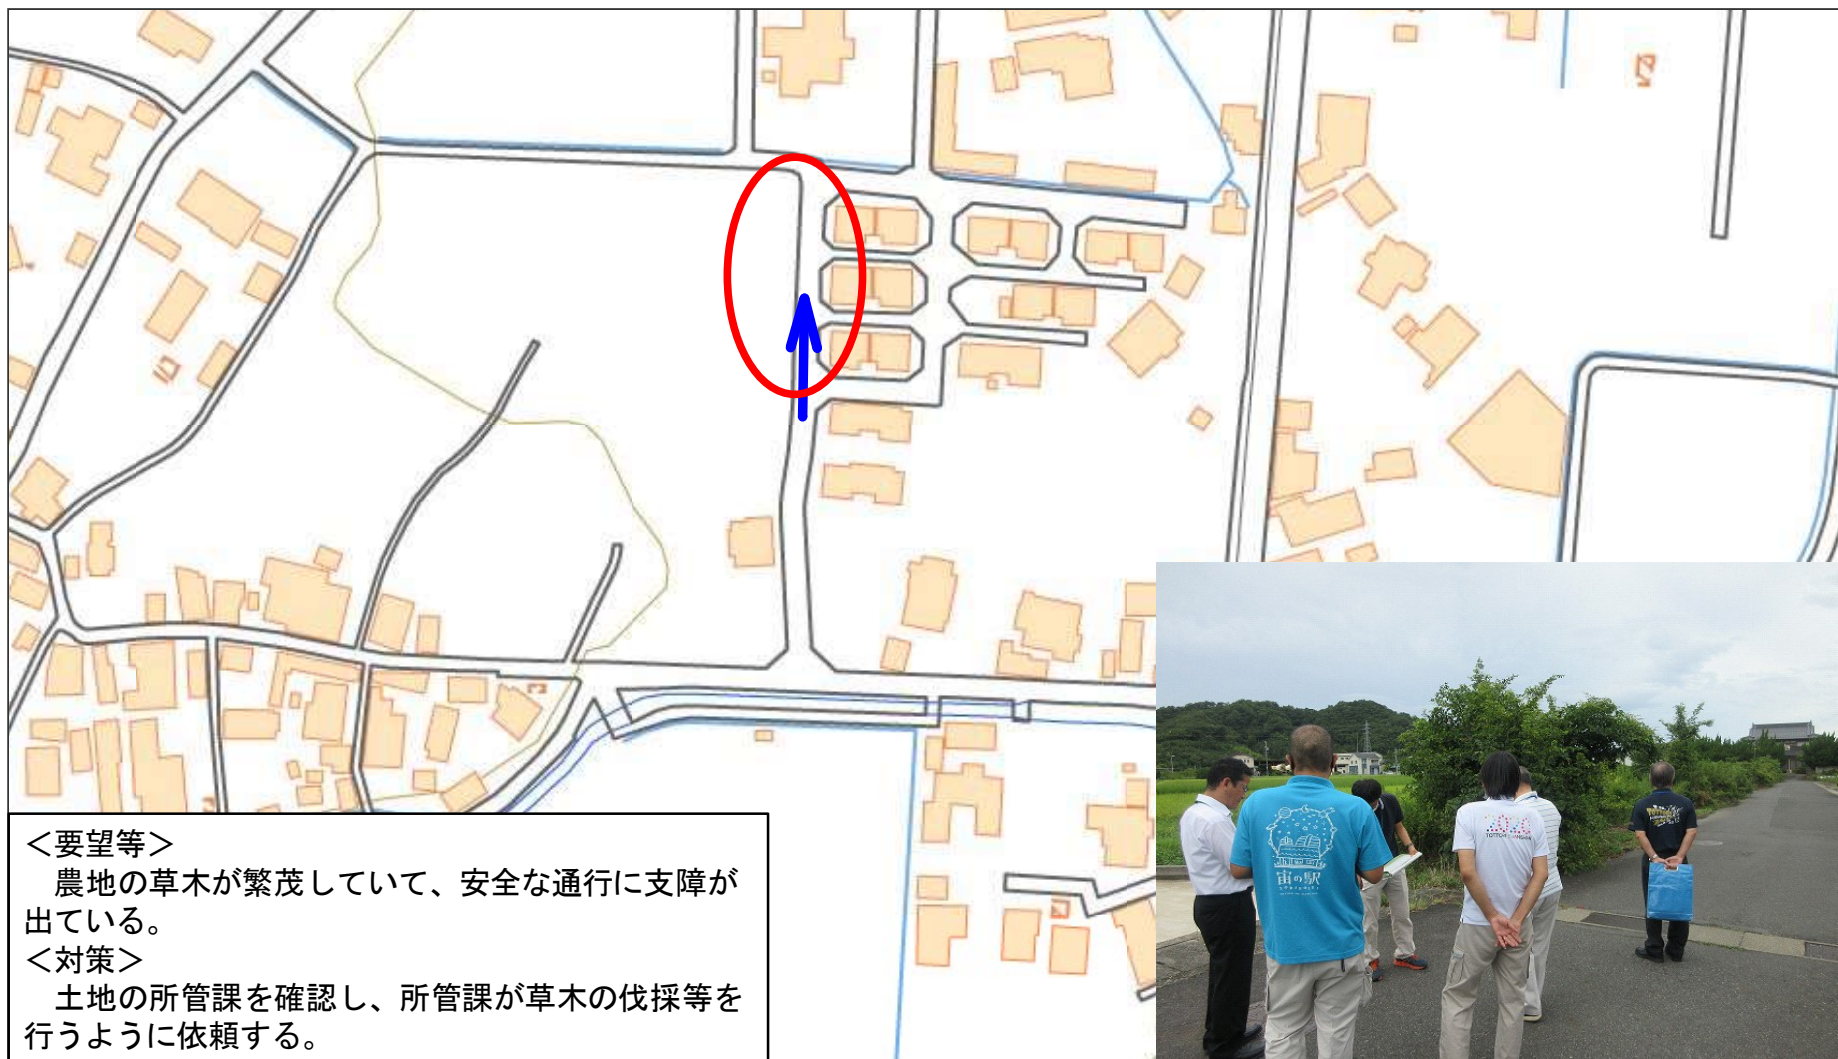 <要望等>
農地の草木が繁茂していて、安全な通行に支障が
出ている。
<対策>
土地の所管課を確認し、所管課が草木の伐採等を
行うように依頼する。
宙の駅
2020